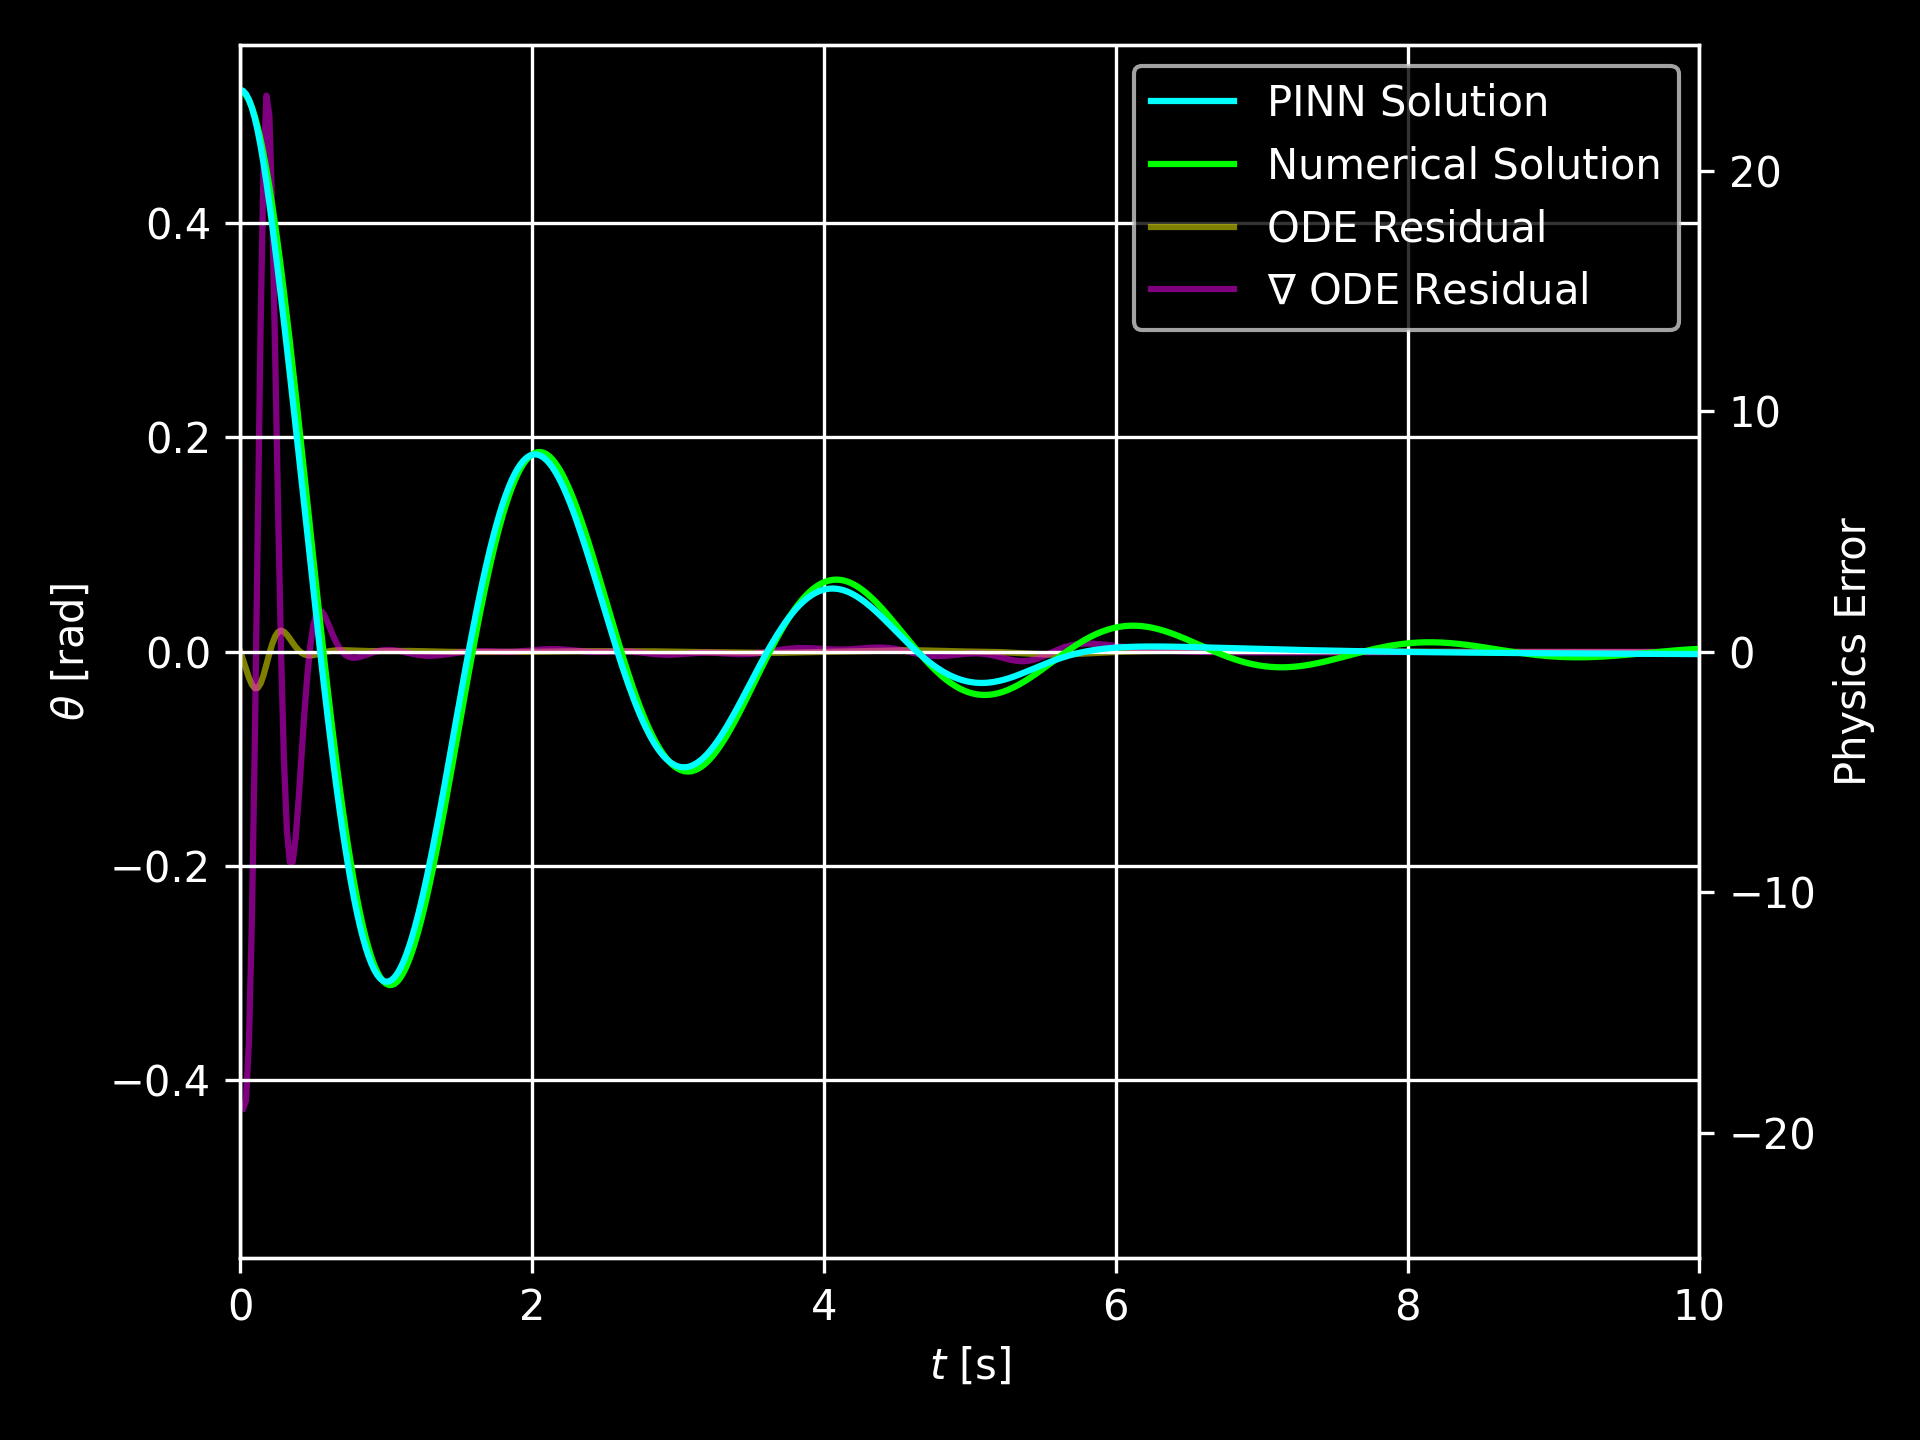 PINN Solution
Numerical Solution
ODE Residual
∇ ODE Residual
0.4
0.2
0.0
−0.2
−0.4
θ [rad]
20
10
0
−10
−20
Physics Error
0 2 4 6 8 10
t [s]